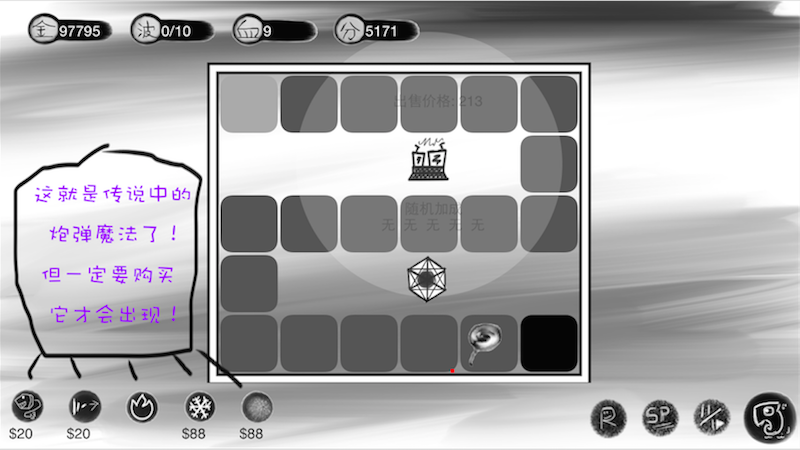 金 97795 波 0/10 血 9 分 5171
出售价格: 213
随机加成
无 无 无 无 无
这就是传说中的
炮弹魔法了！
但一定要购买
它才会出现！
$20 $20 $88 $88
R SP